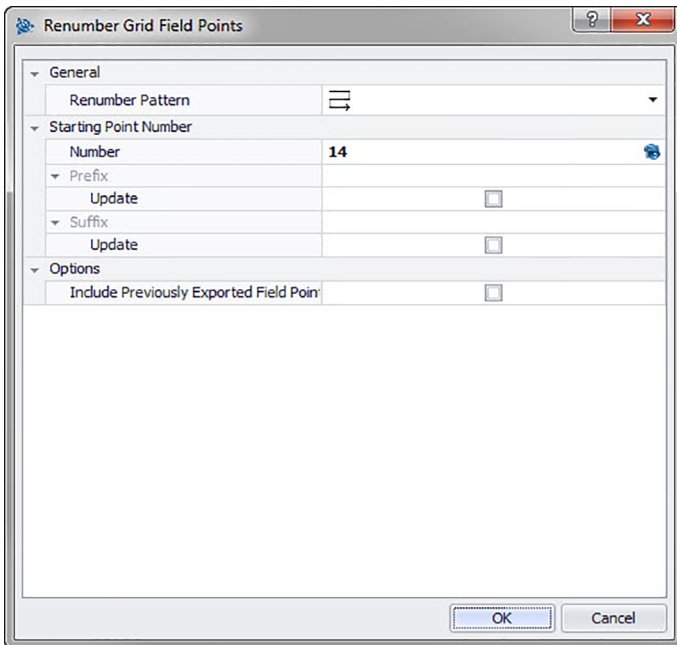 Renumber Grid Field Points
?
General
Renumber Pattern
Starting Point Number
Number 14
Prefix
Update
Suffix
Update
Options
Include Previously Exported Field Poin
OK Cancel